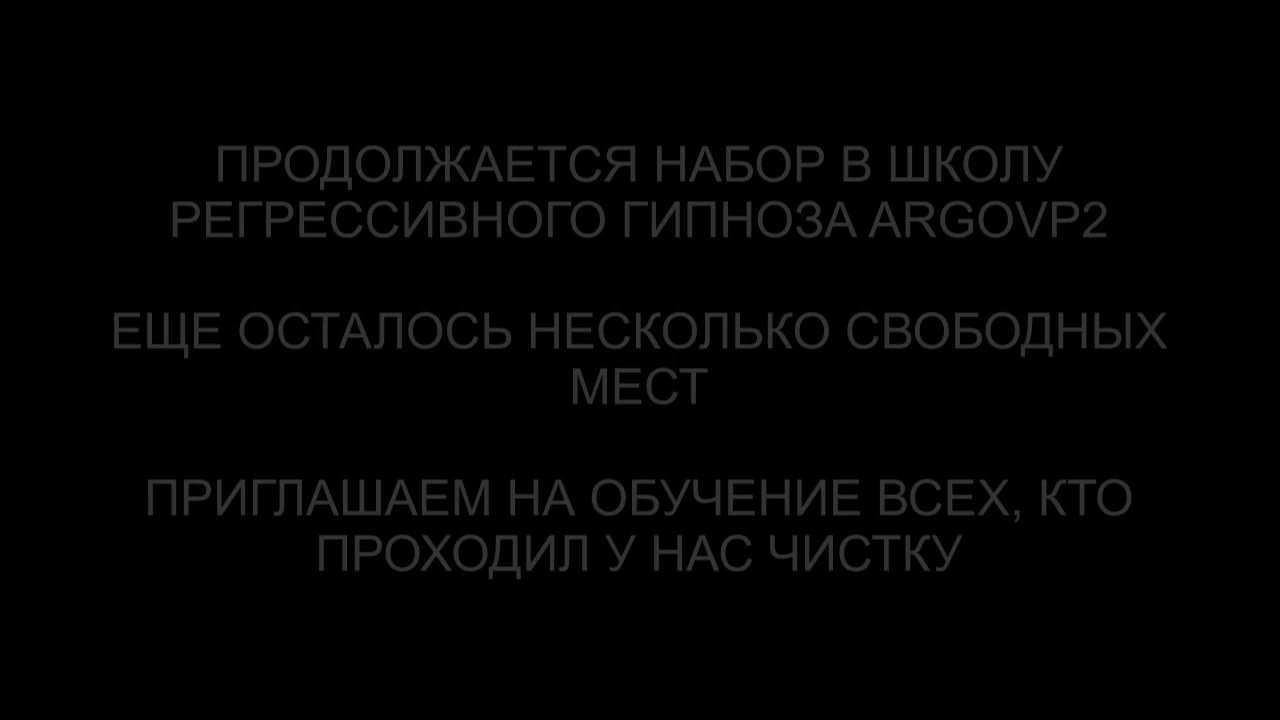 ПРОДОЛЖАЕТСЯ НАБОР В ШКОЛУ
РЕГРЕССИВНОГО ГИПНОЗА ARGOVP2
ЕЩЕ ОСТАЛОСЬ НЕСКОЛЬКО СВОБОДНЫХ
МЕСТ
ПРИГЛАШАЕМ НА ОБУЧЕНИЕ ВСЕХ, КТО
ПРОХОДИЛ У НАС ЧИСТКУ